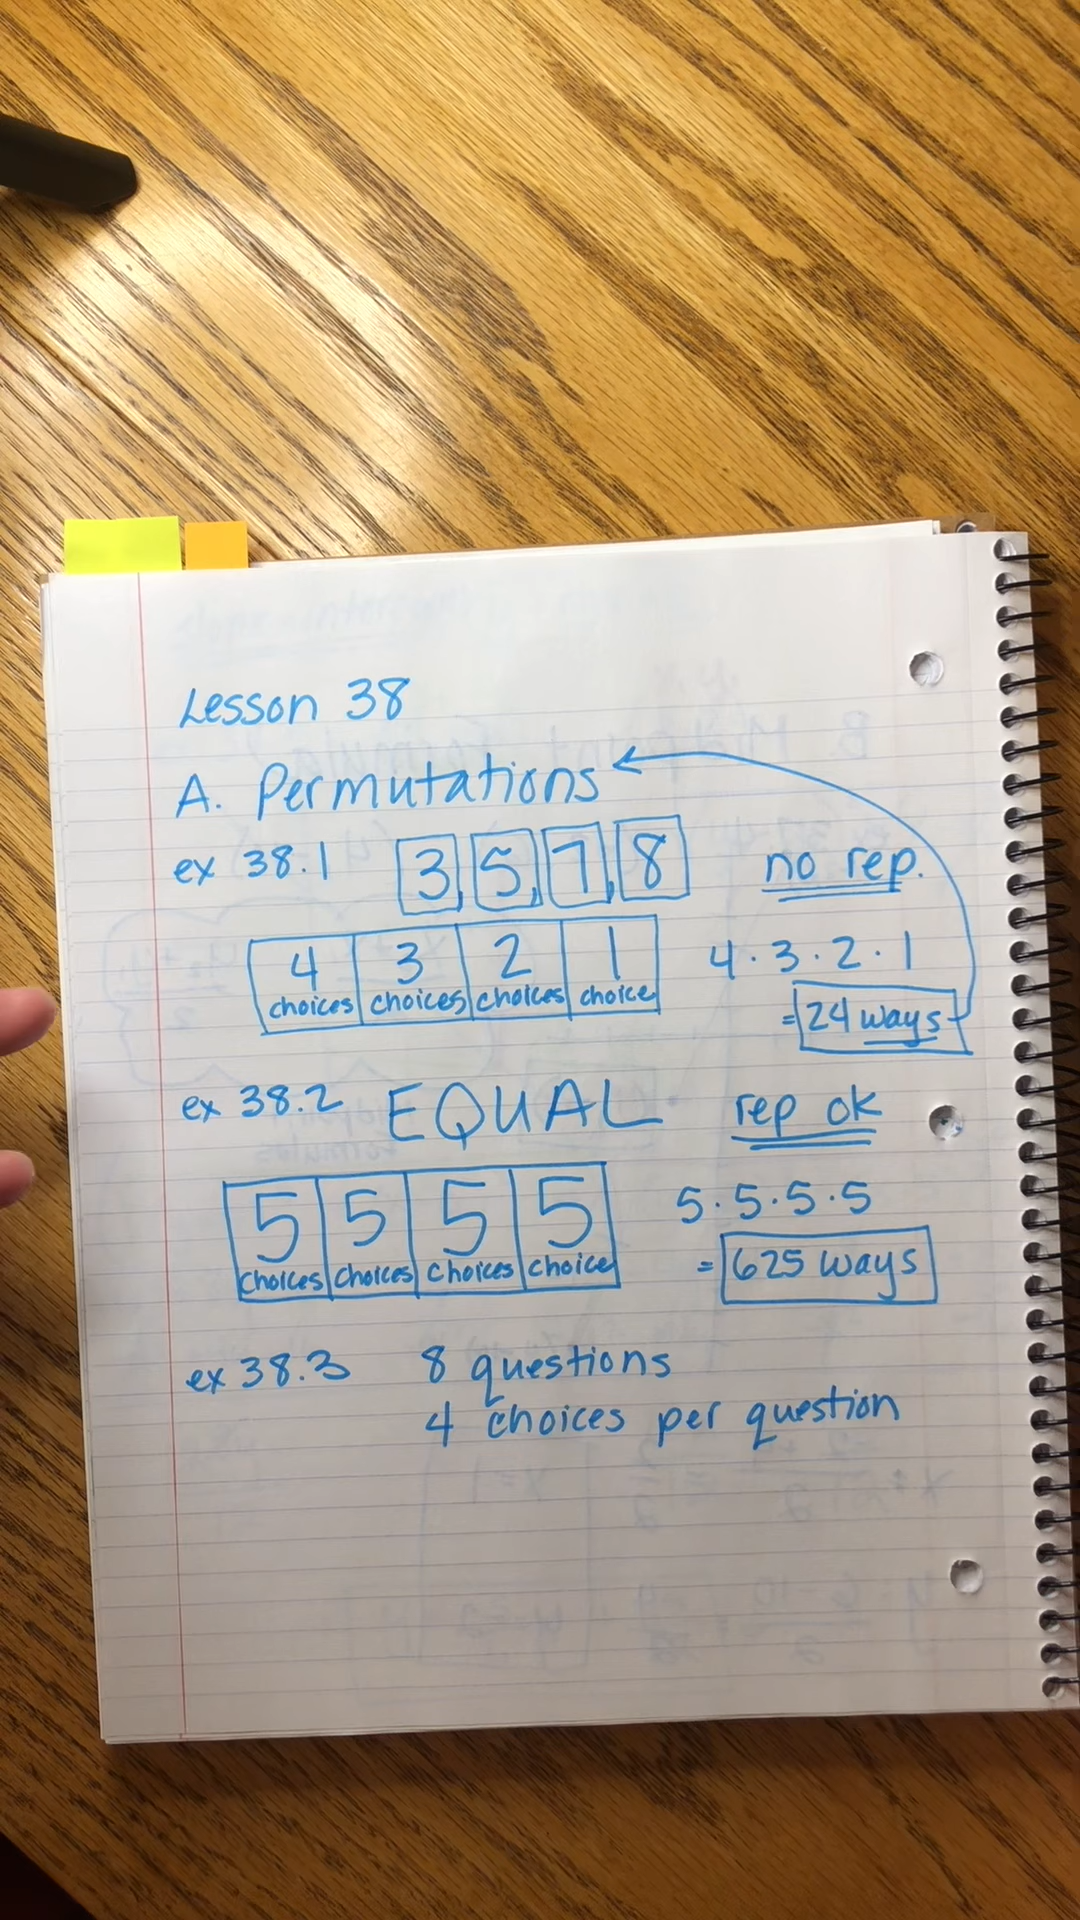 Lesson 38
A. Permutations
ex 38.1 3, 5, 7, 8 no rep.
4 3 2 1 4 · 3 · 2 · 1
choices choices choices choice
= 24 ways
ex 38.2 EQUAL rep ok
5 5 5 5 5 · 5 · 5 · 5
choices choices choices choice
= 625 ways
ex 38.3 8 questions
4 choices per question